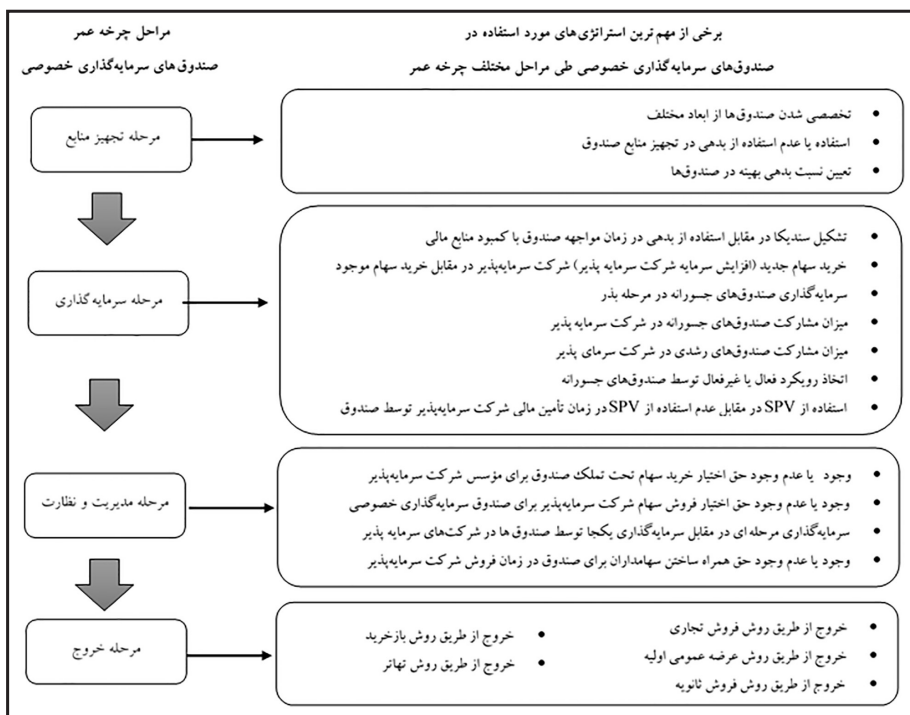 برخی از مهم ترین استراتژی‌های مورد استفاده در
صندوق‌های سرمایه‌گذاری خصوصی طی مراحل مختلف چرخه عمر
مراحل چرخه عمر
صندوق‌های سرمایه‌گذاری خصوصی
مرحله تجهیز منابع
• تخصصی شدن صندوق‌ها از ابعاد مختلف
• استفاده یا عدم استفاده از بدهی در تجهیز منابع صندوق
• تعیین نسبت بدهی بهینه در صندوق‌ها
مرحله سرمایه‌گذاری
• تشکیل سندیکا در مقابل استفاده از بدهی در زمان مواجهه صندوق با کمبود منابع مالی
• خرید سهام جدید (افزایش سرمایه شرکت سرمایه پذیر) شرکت سرمایه‌پذیر در مقابل خرید سهام موجود
• سرمایه‌گذاری صندوق‌های جسورانه در مرحله بذر
• میزان مشارکت صندوق‌های جسورانه در شرکت سرمایه پذیر
• میزان مشارکت صندوق‌های رشدی در شرکت سرمای پذیر
• اتخاذ رویکرد فعال یا غیرفعال توسط صندوق‌های جسورانه
• استفاده از SPV در مقابل عدم استفاده از SPV در زمان تأمین مالی شرکت سرمایه‌پذیر توسط صندوق
مرحله مدیریت و نظارت
• وجود یا عدم وجود حق اختیار خرید سهام تحت تملک صندوق برای مؤسس شرکت سرمایه‌پذیر
• وجود یا عدم وجود حق اختیار فروش سهام شرکت سرمایه‌پذیر برای صندوق سرمایه‌گذاری خصوصی
• سرمایه‌گذاری مرحله ای در مقابل سرمایه‌گذاری یکجا توسط صندوق ها در شرکت‌های سرمایه پذیر
• وجود یا عدم وجود حق همراه ساختن سهامداران برای صندوق در زمان فروش شرکت سرمایه‌پذیر
مرحله خروج
• خروج از طریق روش فروش تجاری
• خروج از طریق روش عرضه عمومی اولیه
• خروج از طریق روش فروش ثانویه
• خروج از طریق روش بازخرید
• خروج از طریق روش تهاتر